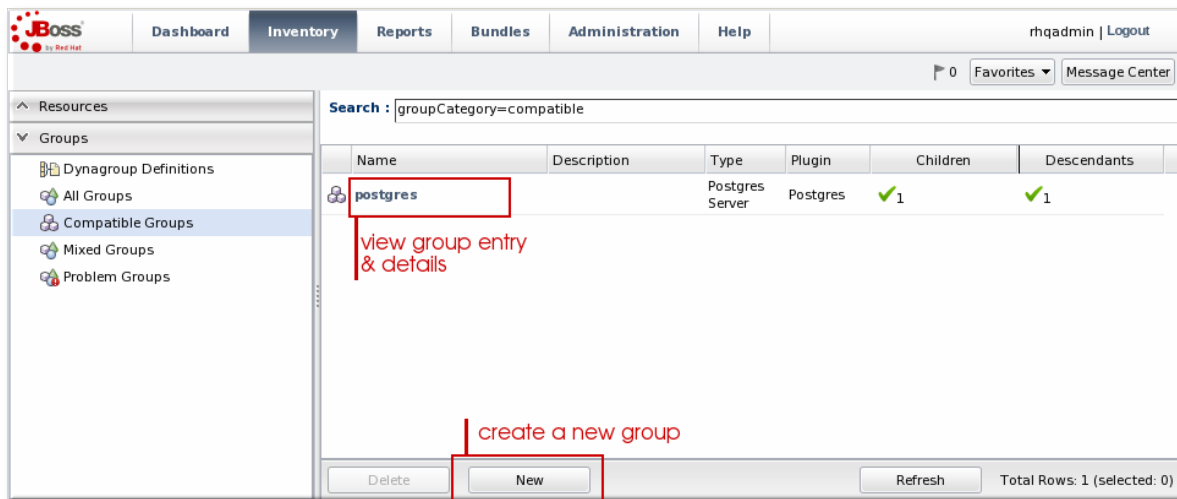 JBoss
by Red Hat
Dashboard Inventory Reports Bundles Administration Help
rhqadmin | Logout
0 Favorites Message Center
Resources
Groups
Dynagroup Definitions
All Groups
Compatible Groups
Mixed Groups
Problem Groups
Search : groupCategory=compatible
Name Description Type Plugin Children Descendants
postgres Postgres Server Postgres 1 1
view group entry
& details
create a new group
Delete New Refresh Total Rows: 1 (selected: 0)